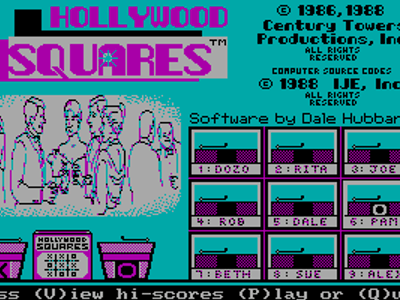 HOLLYWOOD
SQUARES™
© 1986,1988
Century Towers
Productions, Inc
ALL RIGHTS
RESERVED
COMPUTER SOURCE CODES
© 1988 IJE, Inc
ALL RIGHTS
RESERVED
Software by Dale Hubbar
1: DOZO
2: RITA
3: JOE
4: ROB
5: DALE
6: PAM
7: BETH
8: SUE
9: ALEX
HOLLYWOOD
SQUARES
X
O
ss (V)iew hi-scores (P)lay or (Q)u